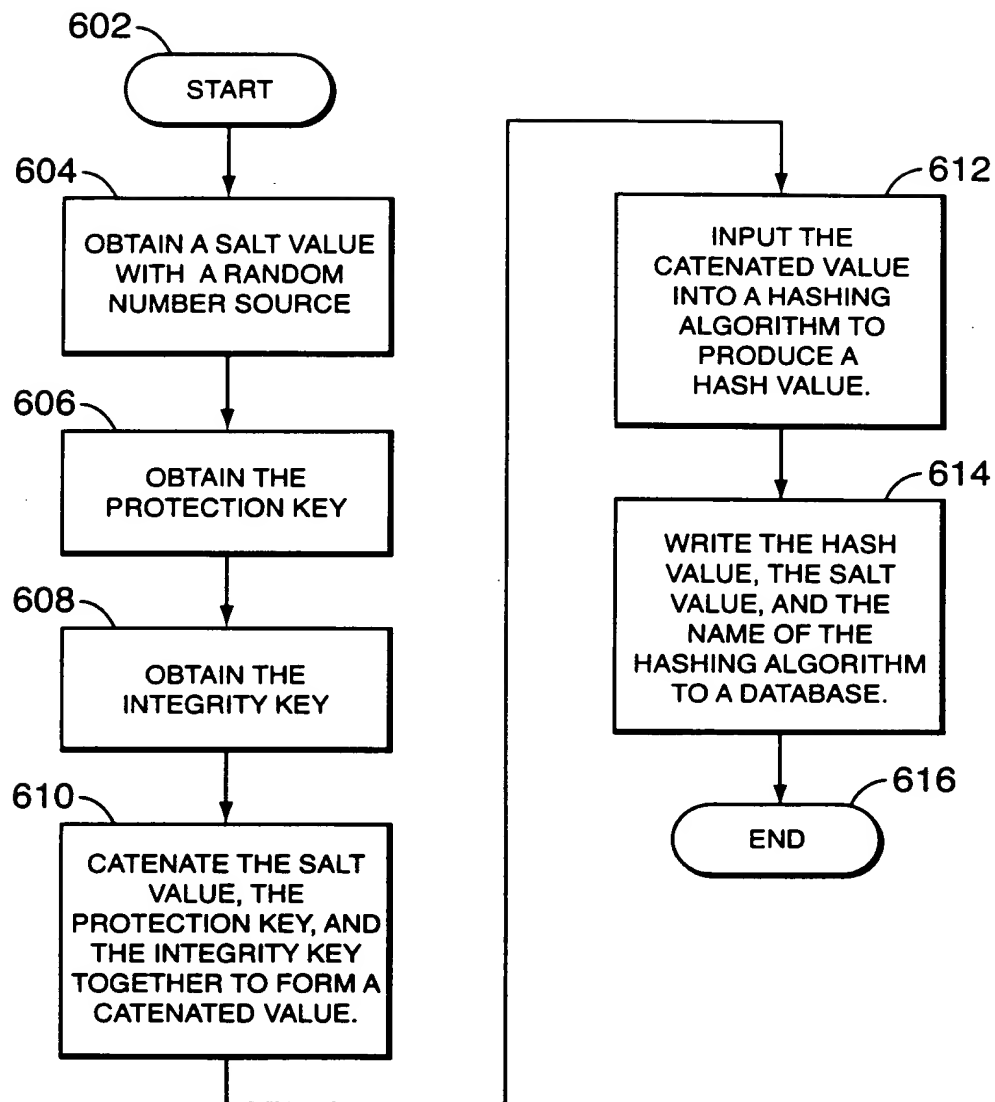 602
START
604
OBTAIN A SALT VALUE
WITH A RANDOM
NUMBER SOURCE
606
OBTAIN THE
PROTECTION KEY
608
OBTAIN THE
INTEGRITY KEY
610
CATENATE THE SALT
VALUE, THE
PROTECTION KEY, AND
THE INTEGRITY KEY
TOGETHER TO FORM A
CATENATED VALUE.
612
INPUT THE
CATENATED VALUE
INTO A HASHING
ALGORITHM TO
PRODUCE A
HASH VALUE.
614
WRITE THE HASH
VALUE, THE SALT
VALUE, AND THE
NAME OF THE
HASHING ALGORITHM
TO A DATABASE.
616
END